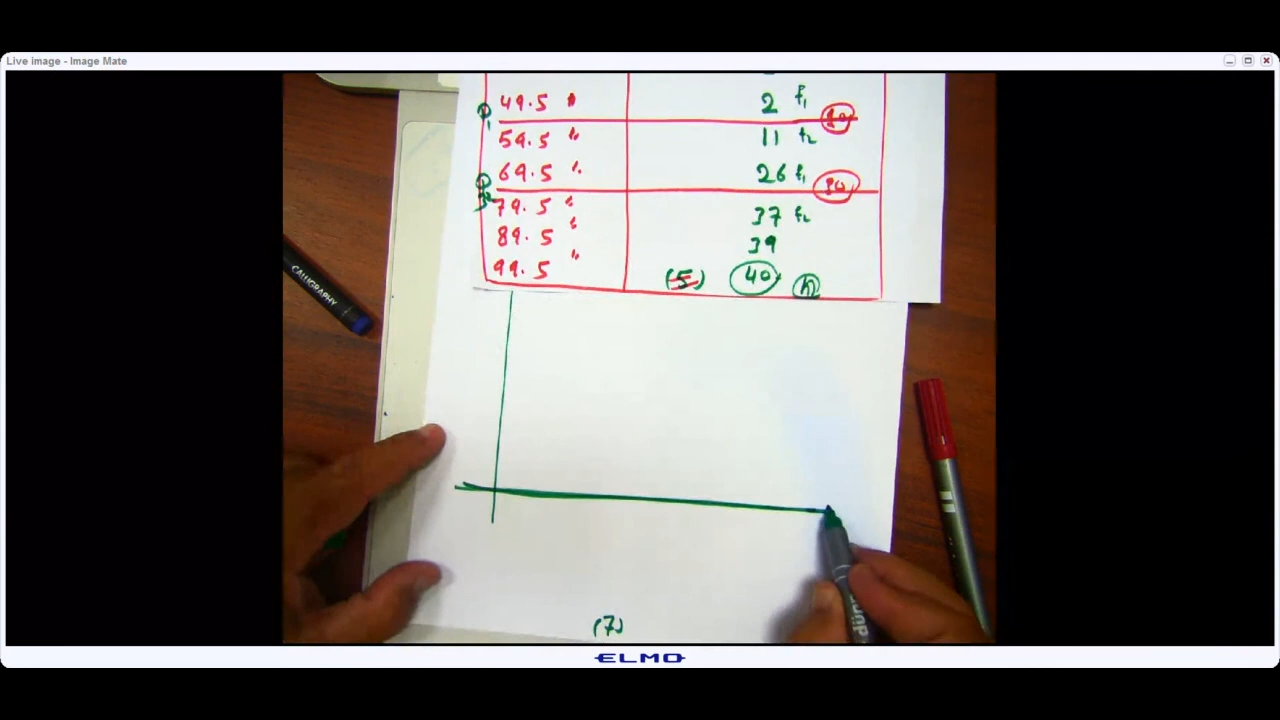 Live image - Image Mate
49.5 " 2 f₁
59.5 " 11 f₂
69.5 " 26 f₁
79.5 " 37 f₂
89.5 " 39
99.5 " (5) 40
CALLIGRAPHY
(7)
ELMO